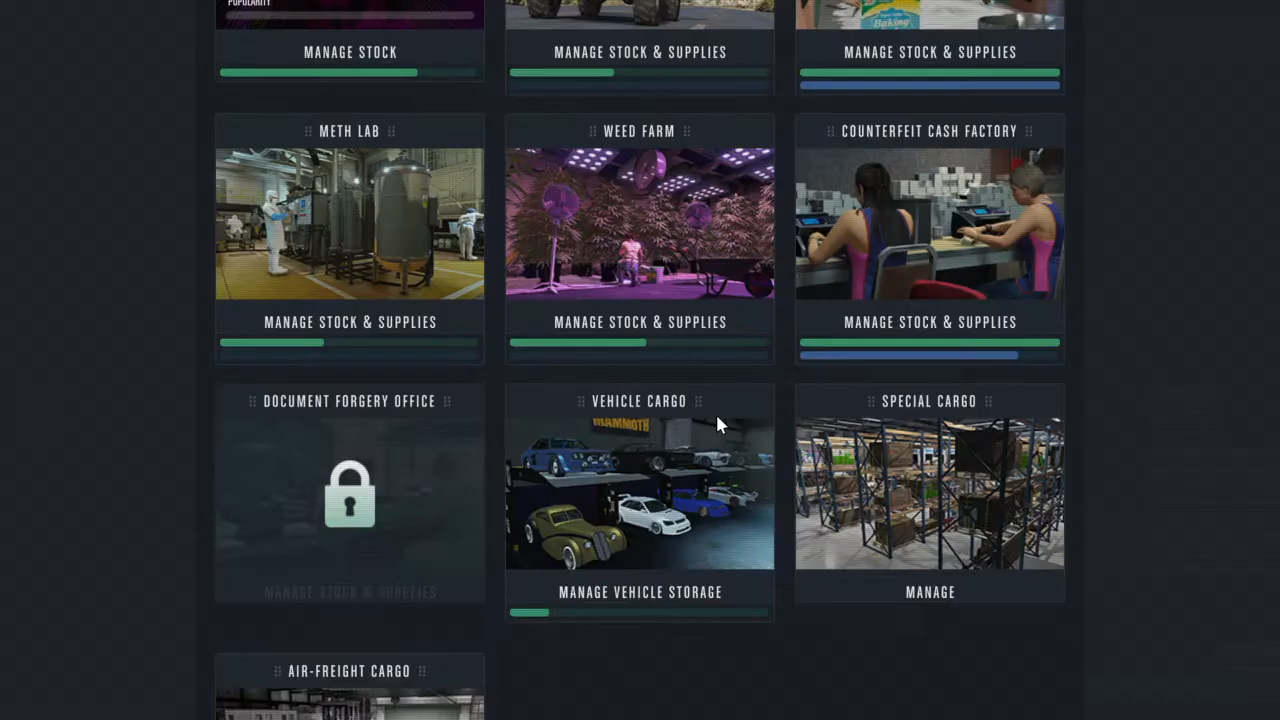 POPULARITY
Baking
MANAGE STOCK
MANAGE STOCK & SUPPLIES
MANAGE STOCK & SUPPLIES
METH LAB
WEED FARM
COUNTERFEIT CASH FACTORY
MANAGE STOCK & SUPPLIES
MANAGE STOCK & SUPPLIES
MANAGE STOCK & SUPPLIES
DOCUMENT FORGERY OFFICE
VEHICLE CARGO
SPECIAL CARGO
MAMMOTH
MANAGE STOCK & SUPPLIES
MANAGE VEHICLE STORAGE
MANAGE
AIR-FREIGHT CARGO